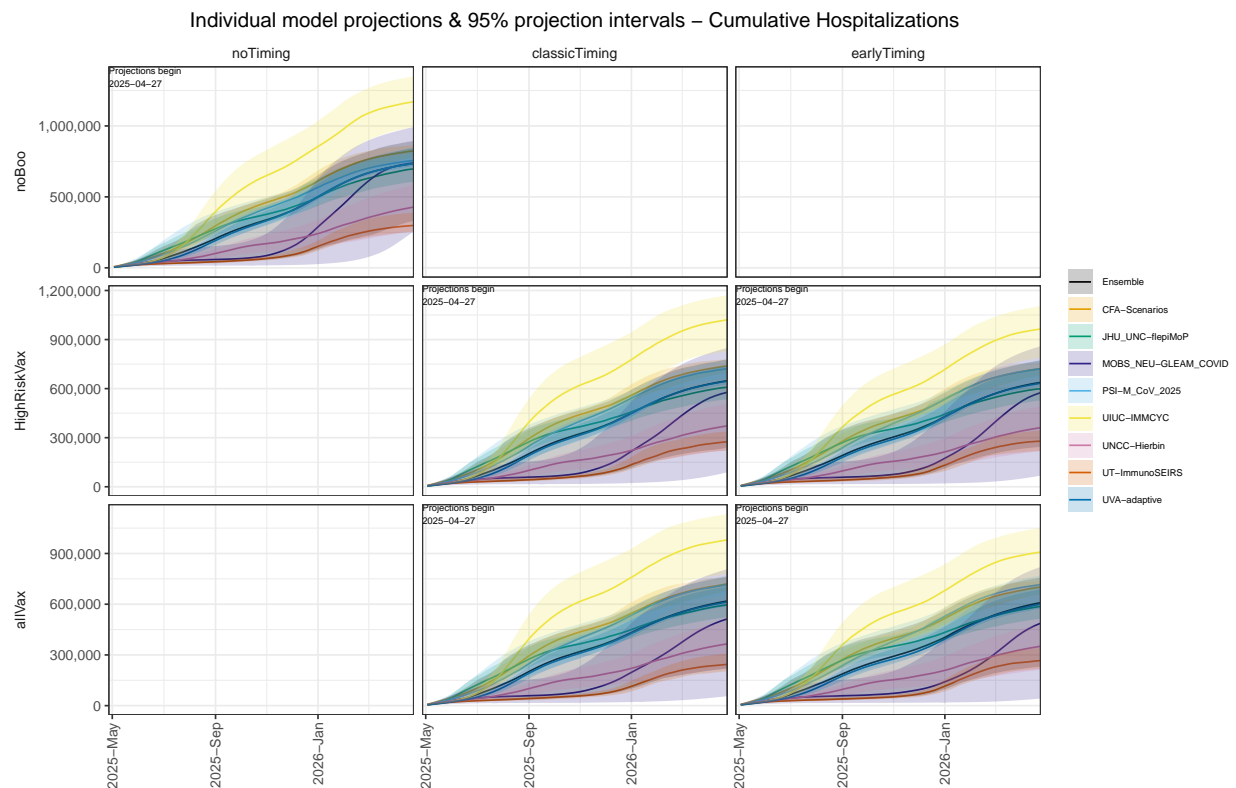 Individual model projections & 95% projection intervals − Cumulative Hospitalizations
noTiming
classicTiming
earlyTiming
noBoo
1,000,000
500,000
0
Projections begin
2025−04−27
HighRiskVax
1,200,000
900,000
600,000
300,000
0
Projections begin
2025−04−27
Projections begin
2025−04−27
allVax
900,000
600,000
300,000
0
Projections begin
2025−04−27
Projections begin
2025−04−27
2025−May
2025−Sep
2026−Jan
2025−May
2025−Sep
2026−Jan
2025−May
2025−Sep
2026−Jan
Ensemble
CFA−Scenarios
JHU_UNC−flepiMoP
MOBS_NEU−GLEAM_COVID
PSI−M_CoV_2025
UIUC−IMMCYC
UNCC−Hierbin
UT−ImmunoSEIRS
UVA−adaptive